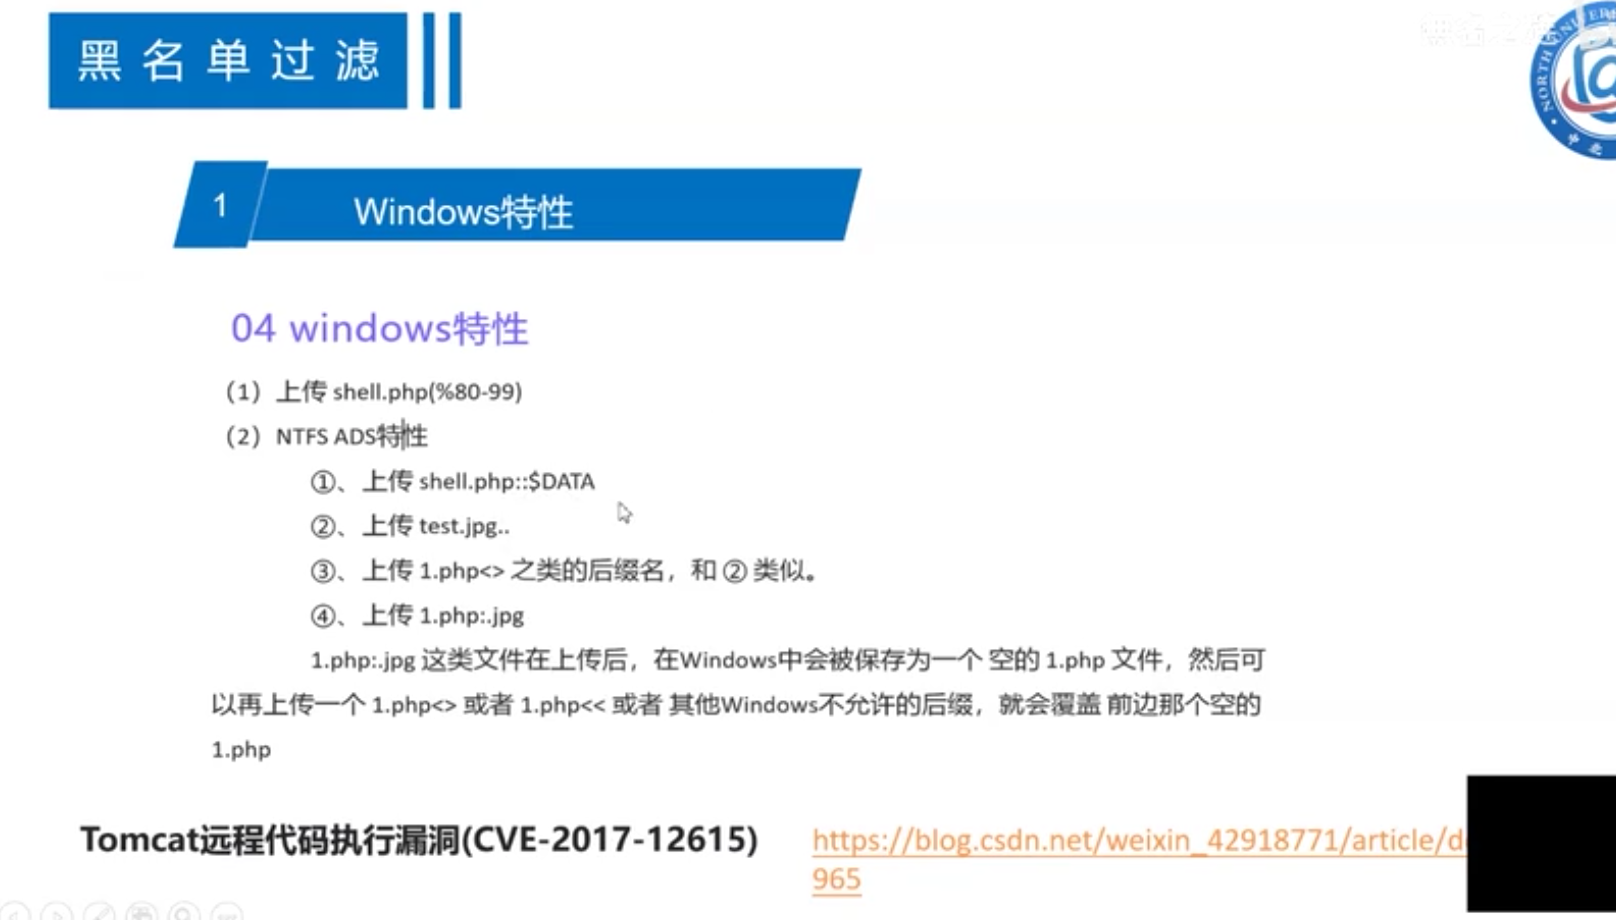 黑名单过滤
1
Windows特性
04 windows特性
（1）上传 shell.php(%80-99)
（2）NTFS ADS特性
①、上传 shell.php::$DATA
②、上传 test.jpg..
③、上传 1.php<> 之类的后缀名，和 ② 类似。
④、上传 1.php:.jpg
1.php:.jpg 这类文件在上传后，在Windows中会被保存为一个 空的 1.php 文件，然后可
以再上传一个 1.php<> 或者 1.php<< 或者 其他Windows不允许的后缀，就会覆盖 前边那个空的
1.php
Tomcat远程代码执行漏洞(CVE-2017-12615)
https://blog.csdn.net/weixin_42918771/article/d
965
NORTH UNIVER
中北